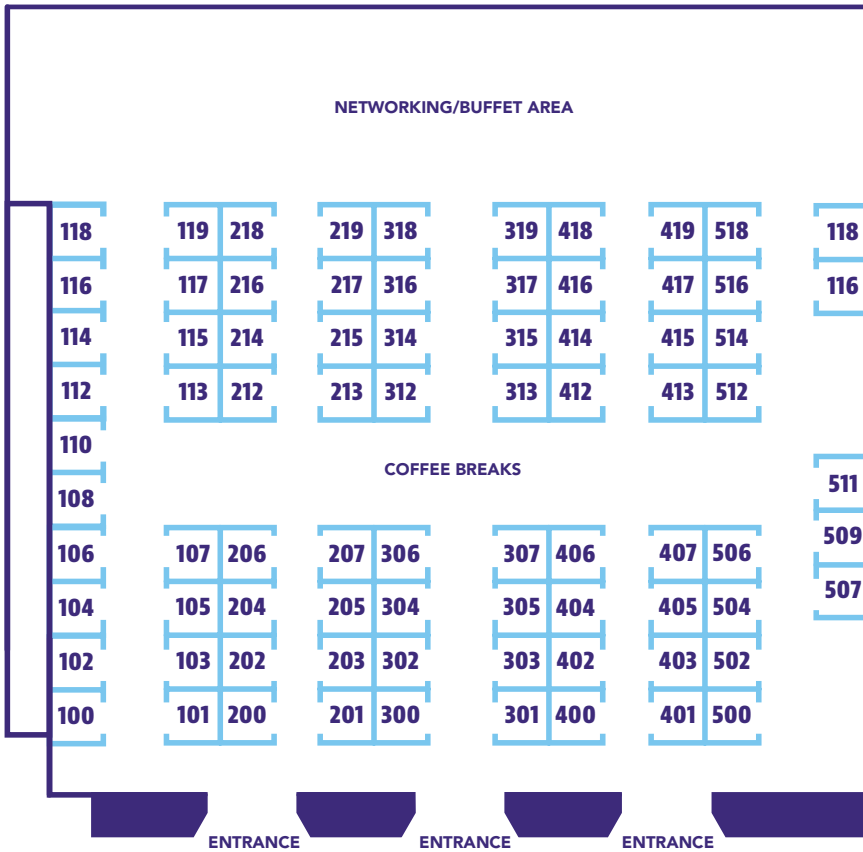 NETWORKING/BUFFET AREA
118 119 218 219 318 319 418 419 518 118
116 117 216 217 316 317 416 417 516 116
114 115 214 215 314 315 414 415 514
112 113 212 213 312 313 412 413 512
110
COFFEE BREAKS
511
108
509
106 107 206 207 306 307 406 407 506
507
104 105 204 205 304 305 404 405 504
102 103 202 203 302 303 402 403 502
100 101 200 201 300 301 400 401 500
ENTRANCE ENTRANCE ENTRANCE